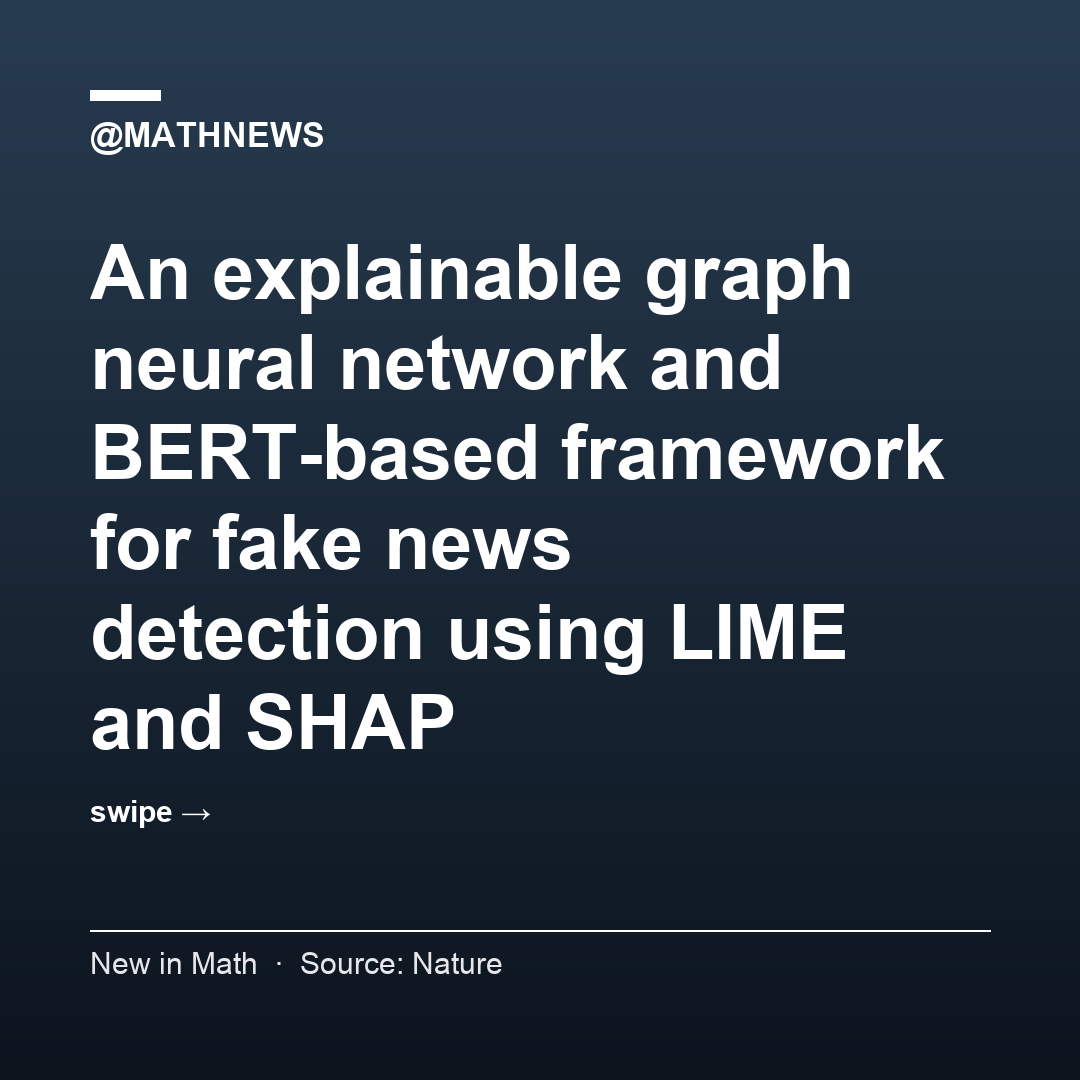 @MATHNEWS
An explainable graph
neural network and
BERT-based framework
for fake news
detection using LIME
and SHAP
swipe →
New in Math · Source: Nature